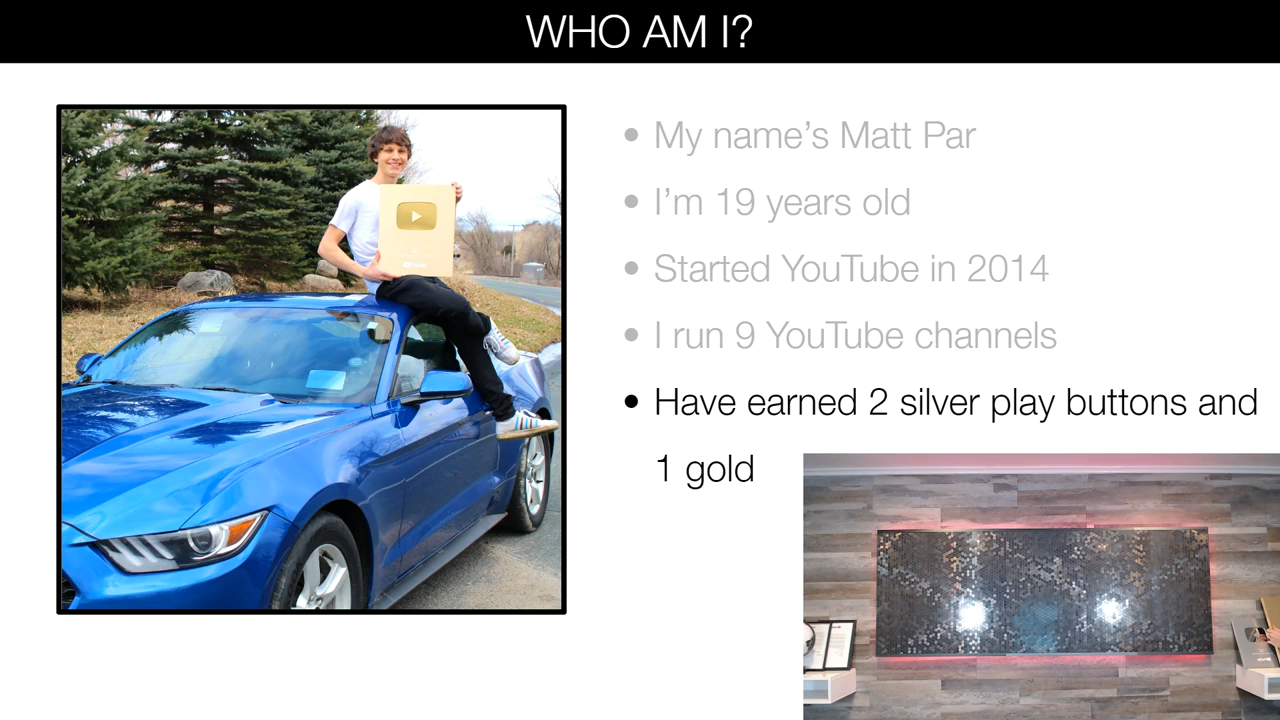 WHO AM I?
• My name’s Matt Par
• I’m 19 years old
• Started YouTube in 2014
• I run 9 YouTube channels
• Have earned 2 silver play buttons and
1 gold